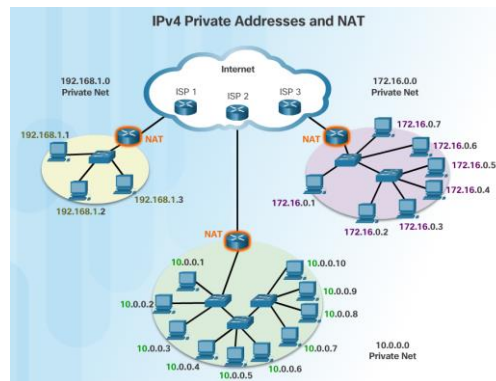 IPv4 Private Addresses and NAT
Internet
192.168.1.0
Private Net
ISP 1
ISP 2
ISP 3
172.16.0.0
Private Net
192.168.1.1
NAT
192.168.1.2
192.168.1.3
NAT
172.16.0.7
172.16.0.6
172.16.0.5
172.16.0.4
172.16.0.3
172.16.0.2
172.16.0.1
NAT
10.0.0.1
10.0.0.2
10.0.0.3
10.0.0.4
10.0.0.5
10.0.0.6
10.0.0.7
10.0.0.8
10.0.0.9
10.0.0.10
10.0.0.0
Private Net